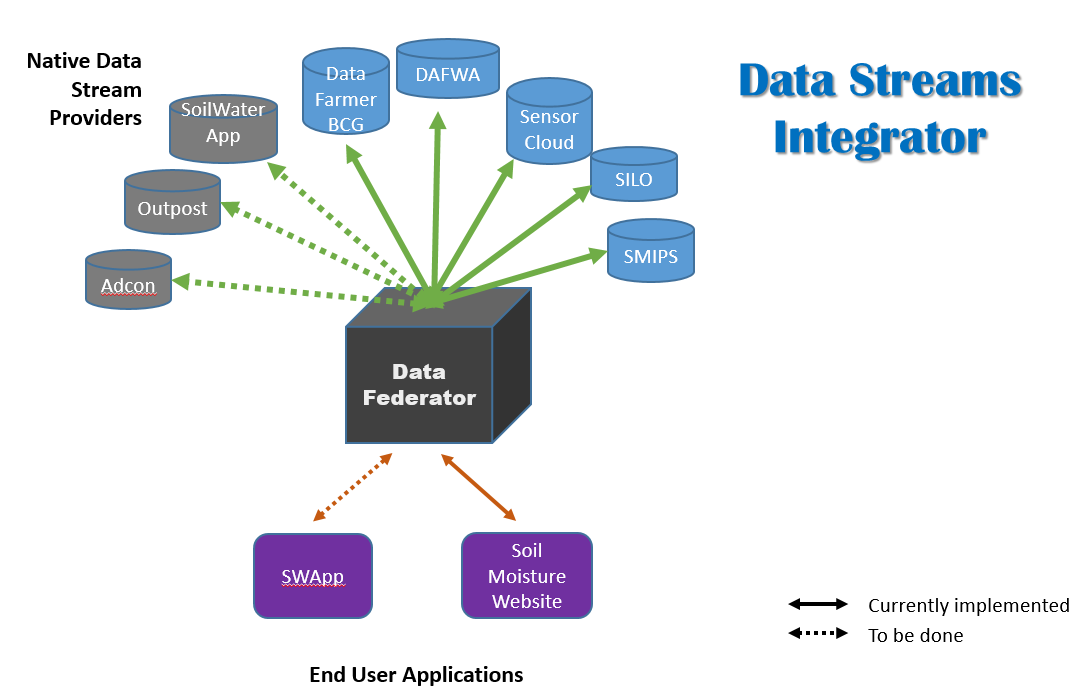 Native Data
Stream
Providers
Data Streams
Integrator
SoilWater
App
Data
Farmer
BCG
DAFWA
Sensor
Cloud
SILO
SMIPS
Outpost
Adcon
Data
Federator
SWApp
Soil
Moisture
Website
Currently implemented
To be done
End User Applications